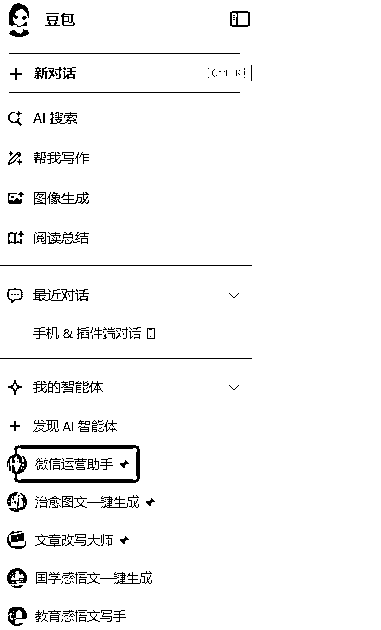 豆包
新对话
Ctrl K
AI 搜索
帮我写作
图像生成
阅读总结
最近对话
手机 & 插件端对话
我的智能体
发现 AI 智能体
微信运营助手
治愈图文一键生成
文章改写大师
国学感悟文一键生成
教育感悟文写手